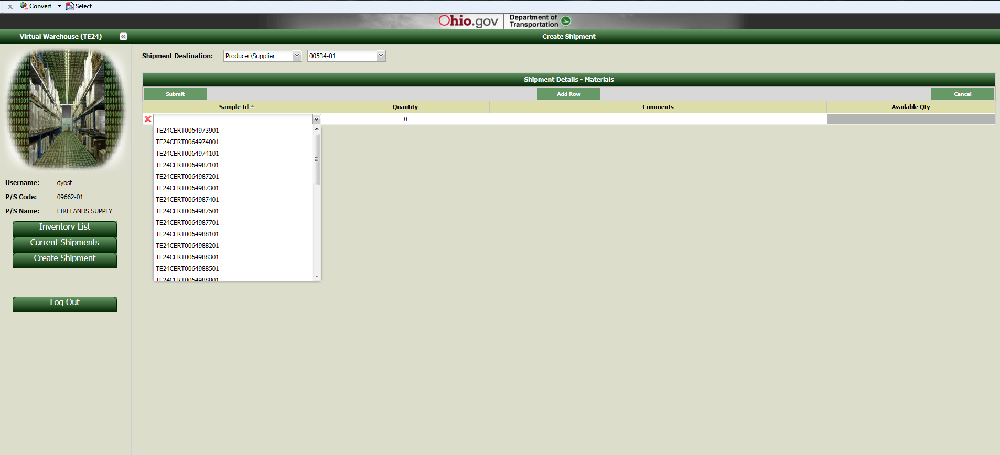 Convert Select
Ohio.gov Department of Transportation
Virtual Warehouse (TE24)
Create Shipment
Shipment Destination: Producer\Supplier 00534-01
Shipment Details - Materials
Submit Add Row Cancel
Sample Id Quantity Comments Available Qty
0
TE24CERT0064973901
TE24CERT0064974001
TE24CERT0064974101
TE24CERT0064987101
TE24CERT0064987201
TE24CERT0064987301
TE24CERT0064987401
TE24CERT0064987501
TE24CERT0064987701
TE24CERT0064988101
TE24CERT0064988201
TE24CERT0064988301
TE24CERT0064988501
TE24CERT0064988801
Username: dyost
P/S Code: 09662-01
P/S Name: FIRELANDS SUPPLY
Inventory List
Current Shipments
Create Shipment
Log Out